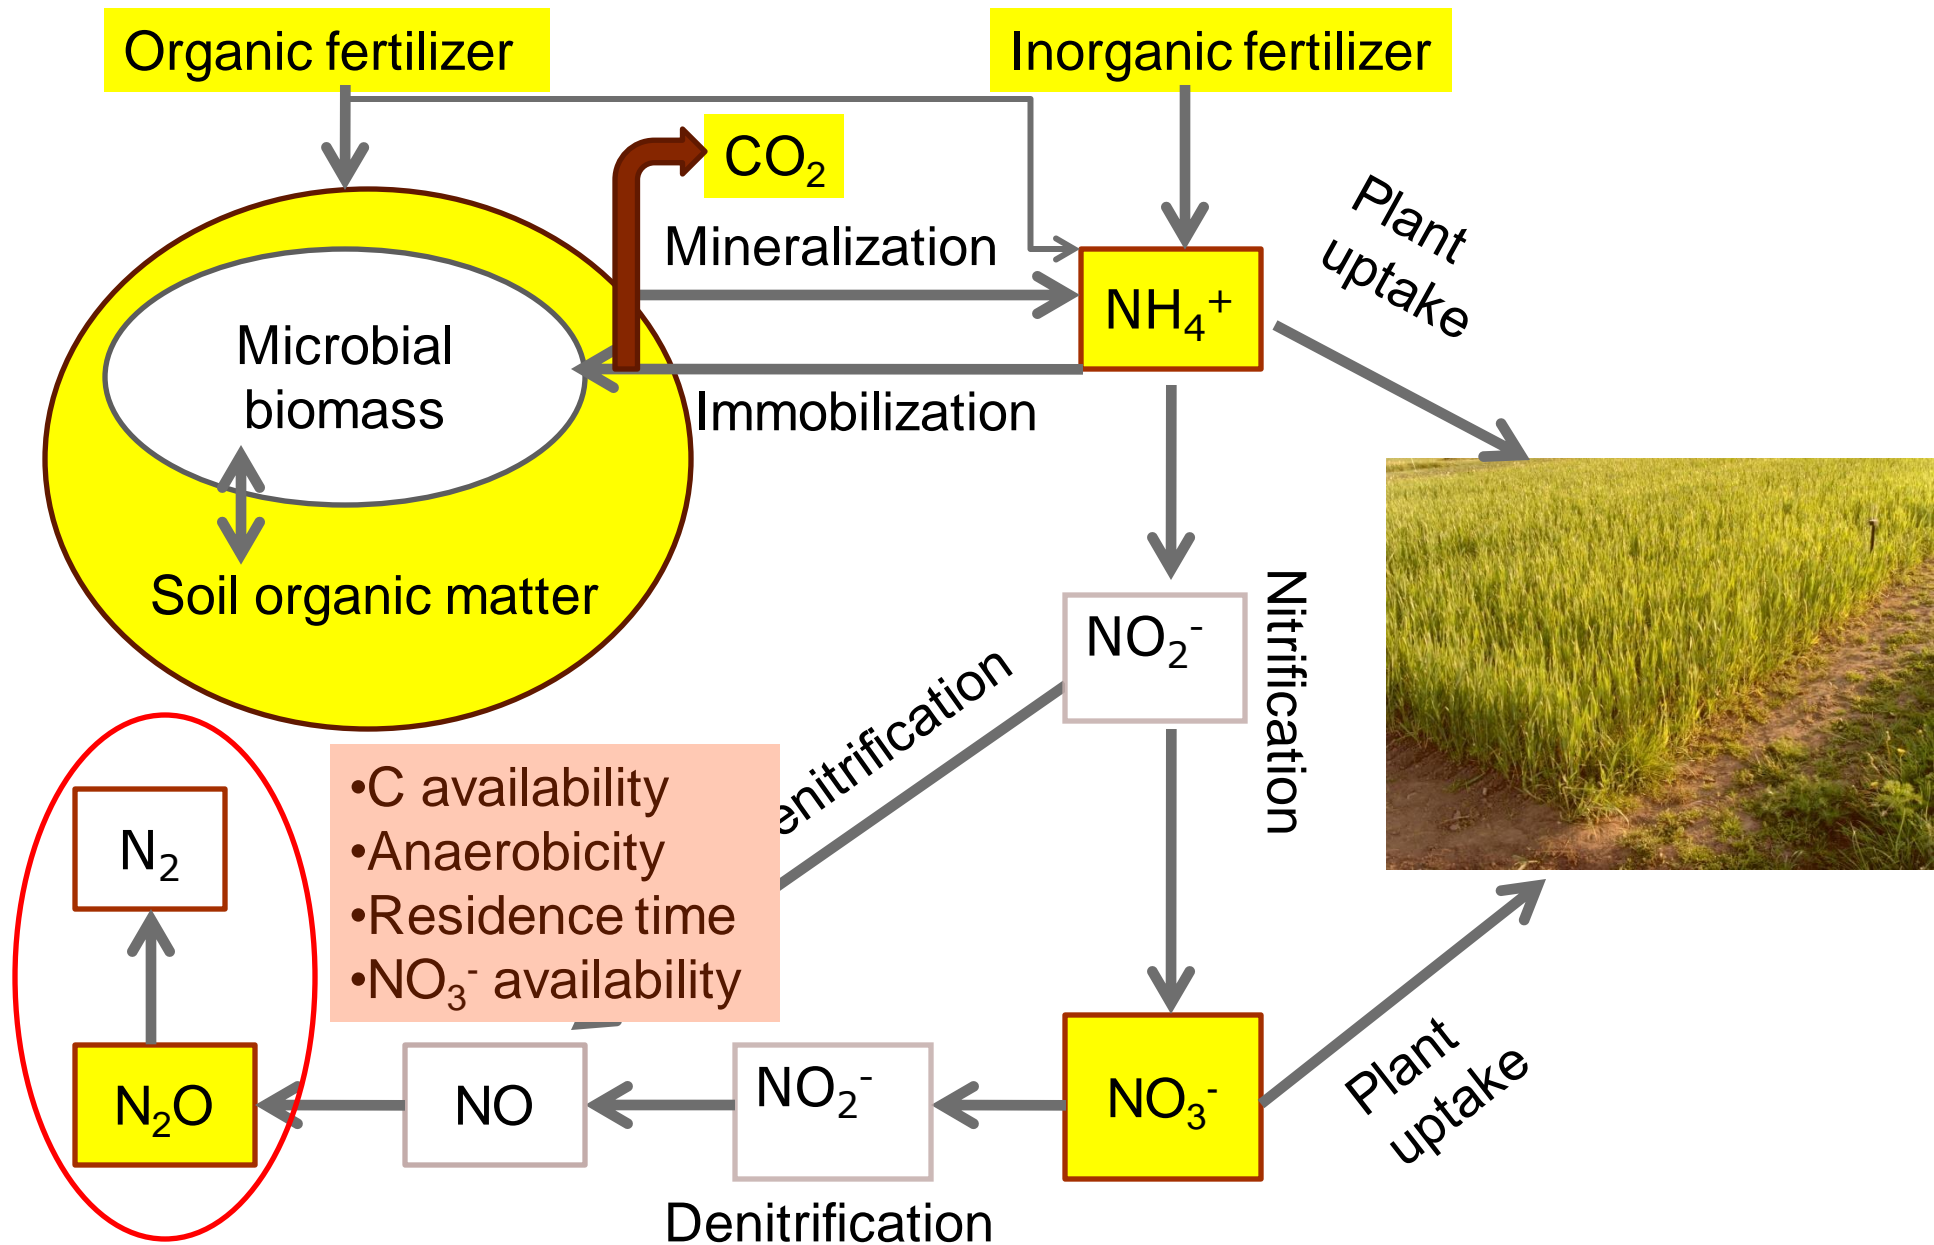 Organic fertilizer
Inorganic fertilizer
CO₂
Mineralization
Plant
uptake
NH₄⁺
Microbial
biomass
Immobilization
Soil organic matter
NO₂⁻
Nitrification
enitrification
•C availability
•Anaerobicity
•Residence time
•NO₃⁻ availability
N₂
N₂O
NO
NO₂⁻
NO₃⁻
Plant
uptake
Denitrification